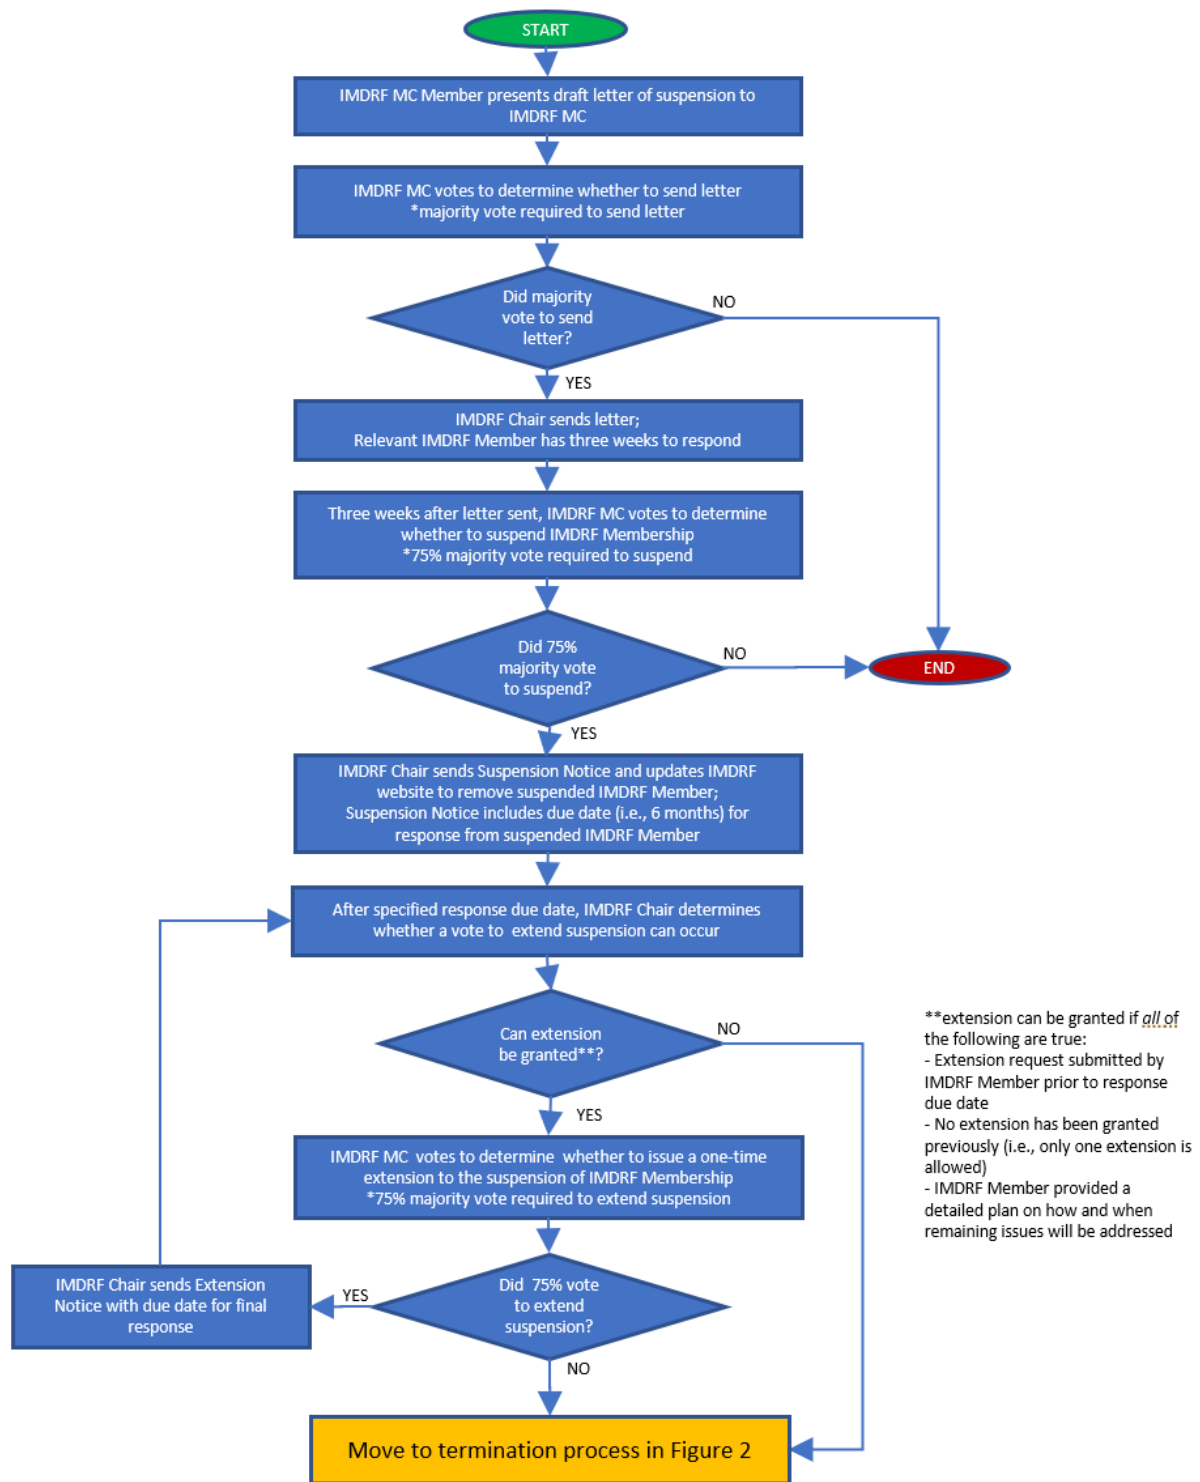 START
IMDRF MC Member presents draft letter of suspension to
IMDRF MC
IMDRF MC votes to determine whether to send letter
*majority vote required to send letter
Did majority
vote to send
letter?
NO
YES
IMDRF Chair sends letter;
Relevant IMDRF Member has three weeks to respond
Three weeks after letter sent, IMDRF MC votes to determine
whether to suspend IMDRF Membership
*75% majority vote required to suspend
Did 75%
majority vote
to suspend?
NO
END
YES
IMDRF Chair sends Suspension Notice and updates IMDRF
website to remove suspended IMDRF Member;
Suspension Notice includes due date (i.e., 6 months) for
response from suspended IMDRF Member
After specified response due date, IMDRF Chair determines
whether a vote to extend suspension can occur
Can extension
be granted**?
NO
YES
**extension can be granted if all of
the following are true:
- Extension request submitted by
IMDRF Member prior to response
due date
- No extension has been granted
previously (i.e., only one extension is
allowed)
- IMDRF Member provided a
detailed plan on how and when
remaining issues will be addressed
IMDRF MC votes to determine whether to issue a one-time
extension to the suspension of IMDRF Membership
*75% majority vote required to extend suspension
Did 75% vote
to extend
suspension?
YES
IMDRF Chair sends Extension
Notice with due date for final
response
NO
Move to termination process in Figure 2